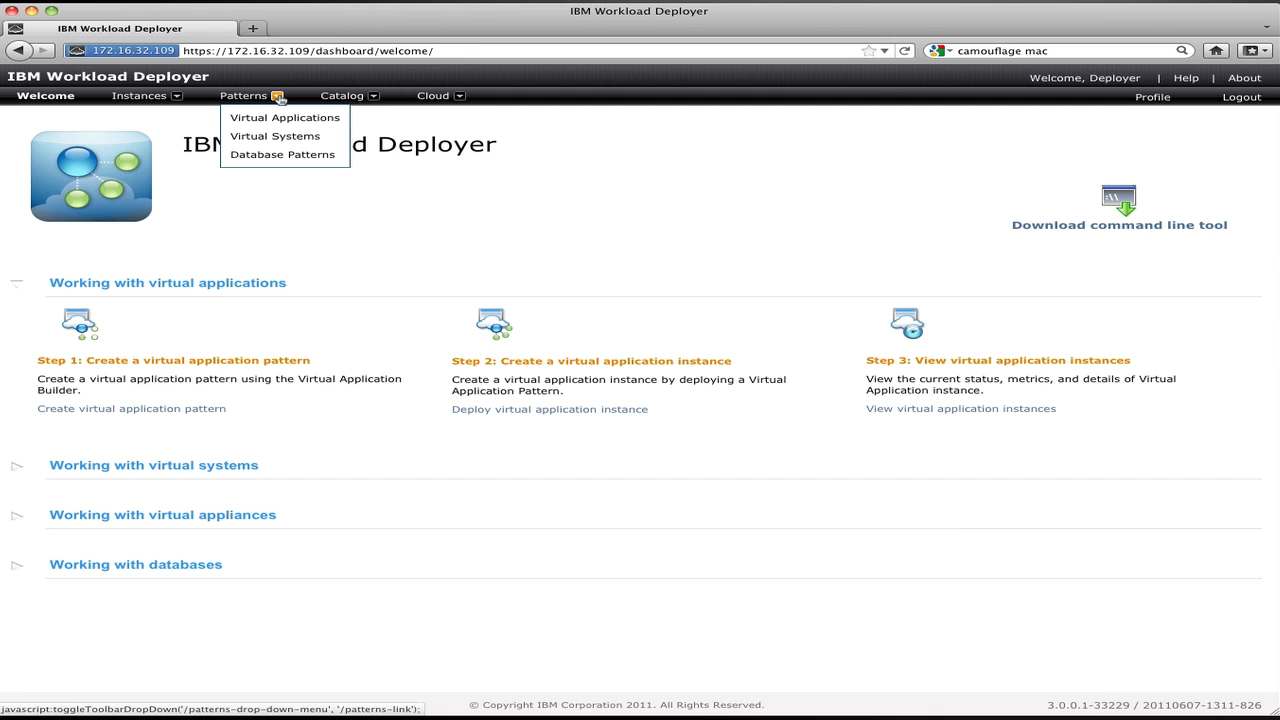 IBM Workload Deployer
IBM Workload Deployer
172.16.32.109 https://172.16.32.109/dashboard/welcome/
camouflage mac
IBM Workload Deployer
Welcome, Deployer | Help | About
Welcome Instances Patterns Catalog Cloud
Profile Logout
Virtual Applications
Virtual Systems
Database Patterns
IB d Deployer
Download command line tool
Working with virtual applications
Step 1: Create a virtual application pattern
Create a virtual application pattern using the Virtual Application
Builder.
Create virtual application pattern
Step 2: Create a virtual application instance
Create a virtual application instance by deploying a Virtual
Application Pattern.
Deploy virtual application instance
Step 3: View virtual application instances
View the current status, metrics, and details of Virtual
Application instance.
View virtual application instances
Working with virtual systems
Working with virtual appliances
Working with databases
javascript:toggleToolbarDropDown('/patterns-drop-down-menu', '/patterns-link');
© Copyright IBM Corporation 2011. All Rights Reserved.
3.0.0.1-33229 / 20110607-1311-826